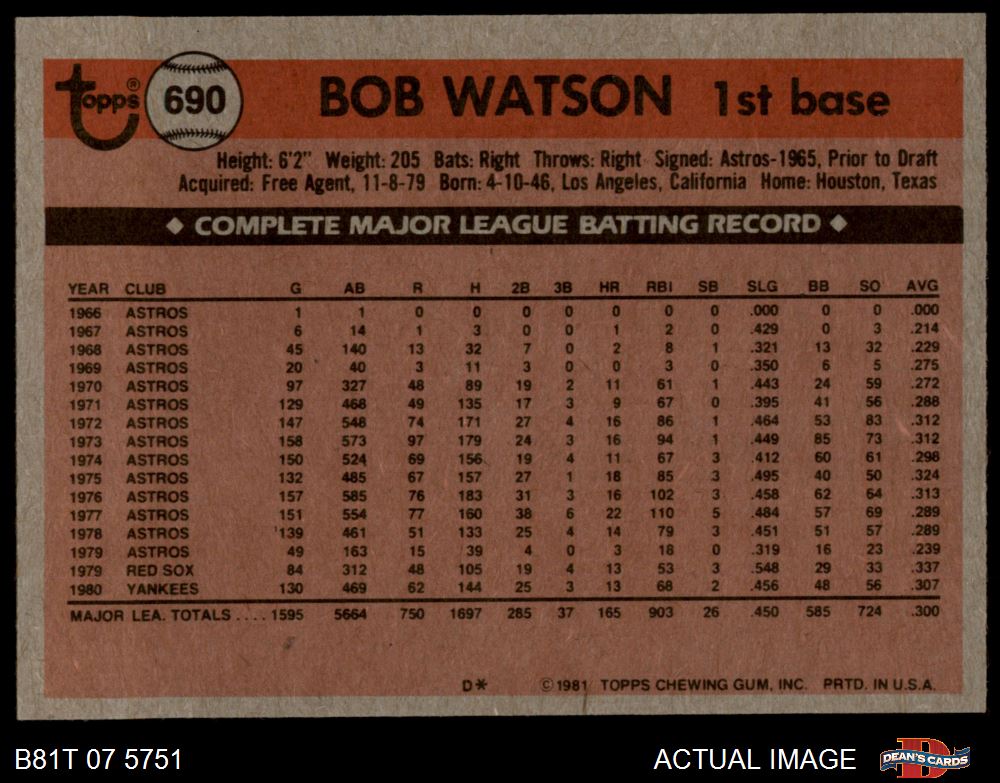 Topps® 690 BOB WATSON 1st base
Height: 6'2" Weight: 205 Bats: Right Throws: Right Signed: Astros-1965, Prior to Draft
Acquired: Free Agent, 11-8-79 Born: 4-10-46, Los Angeles, California Home: Houston, Texas
◆ COMPLETE MAJOR LEAGUE BATTING RECORD ◆
YEAR CLUB G AB R H 2B 3B HR RBI SB SLG BB SO AVG
1966 ASTROS 1 1 0 0 0 0 0 0 0 .000 0 0 .000
1967 ASTROS 6 14 1 3 0 0 1 2 0 .429 0 3 .214
1968 ASTROS 45 140 13 32 7 0 2 8 1 .321 13 32 .229
1969 ASTROS 20 40 3 11 3 0 0 3 0 .350 6 5 .275
1970 ASTROS 97 327 48 89 19 2 11 61 1 .443 24 59 .272
1971 ASTROS 129 468 49 135 17 3 9 67 0 .395 41 56 .288
1972 ASTROS 147 548 74 171 27 4 16 86 1 .464 53 83 .312
1973 ASTROS 158 573 97 179 24 3 16 94 1 .449 85 73 .312
1974 ASTROS 150 524 69 156 19 4 11 67 3 .412 60 61 .298
1975 ASTROS 132 485 67 157 27 1 18 85 3 .495 40 50 .324
1976 ASTROS 157 585 76 183 31 3 16 102 3 .458 62 64 .313
1977 ASTROS 151 554 77 160 38 6 22 110 5 .484 57 69 .289
1978 ASTROS 139 461 51 133 25 4 14 79 3 .451 51 57 .289
1979 ASTROS 49 163 15 39 4 0 3 18 0 .319 16 23 .239
1979 RED SOX 84 312 48 105 19 4 13 53 3 .548 29 33 .337
1980 YANKEES 130 469 62 144 25 3 13 68 2 .456 48 56 .307
MAJOR LEA. TOTALS .... 1595 5664 750 1697 285 37 165 903 26 .450 585 724 .300
D* © 1981 TOPPS CHEWING GUM, INC. PRTD. IN U.S.A.
B81T 07 5751 ACTUAL IMAGE DEAN'S CARDS